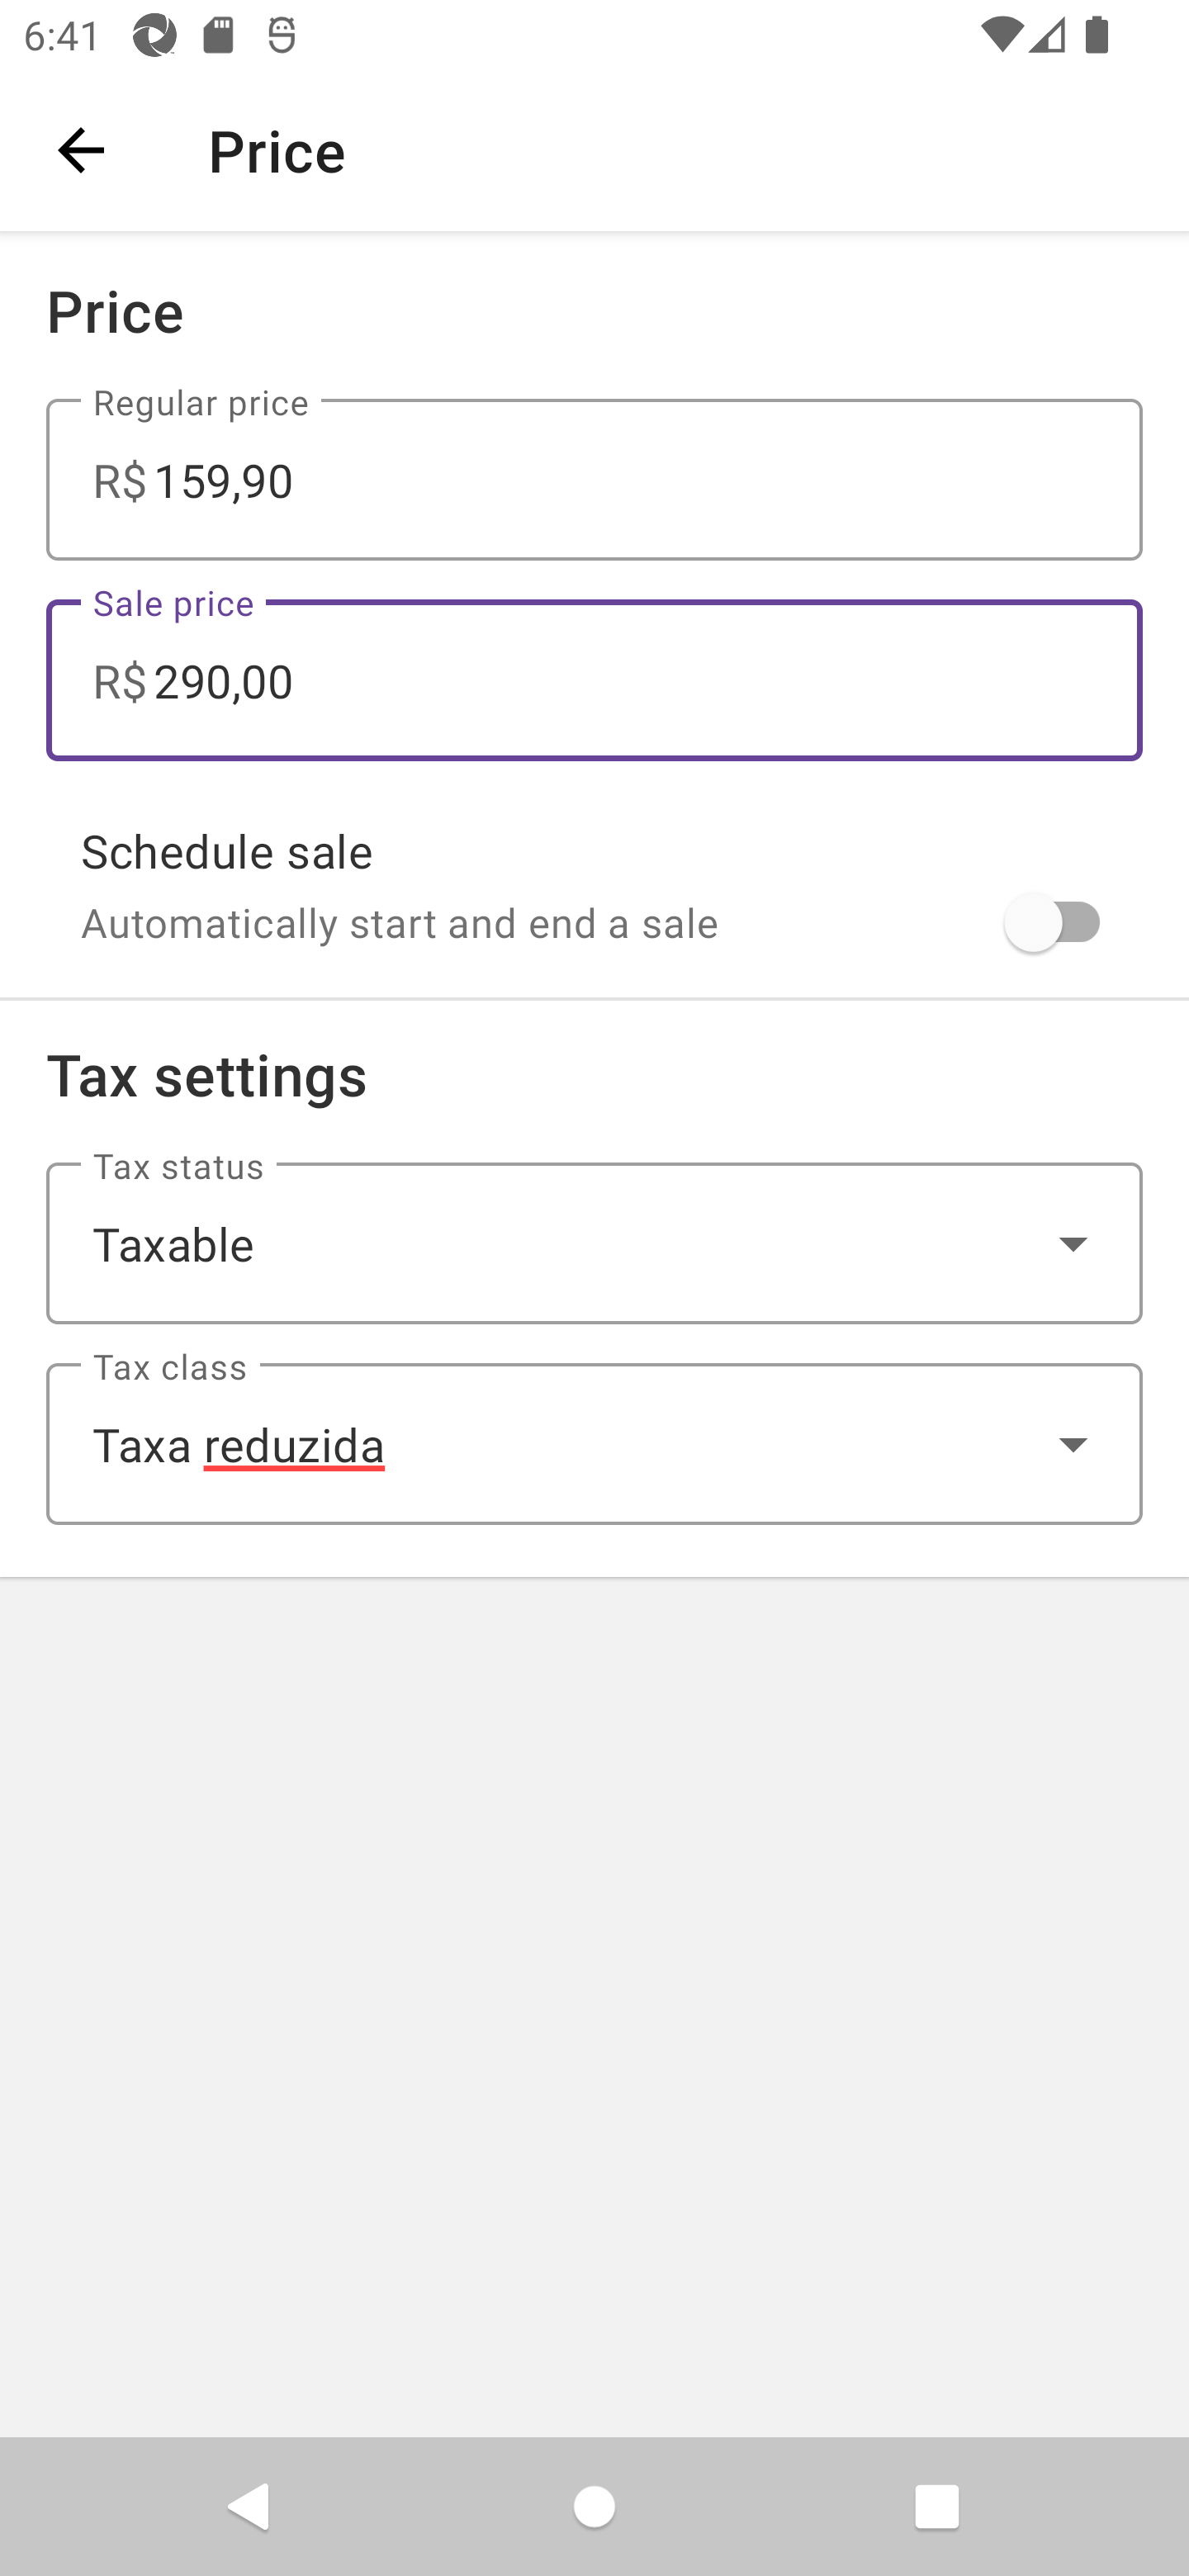 6:41
Price
Price
Regular price
R$ 159,90
Sale price
R$ 290,00
Schedule sale
Automatically start and end a sale
Tax settings
Tax status
Taxable
Tax class
Taxa reduzida